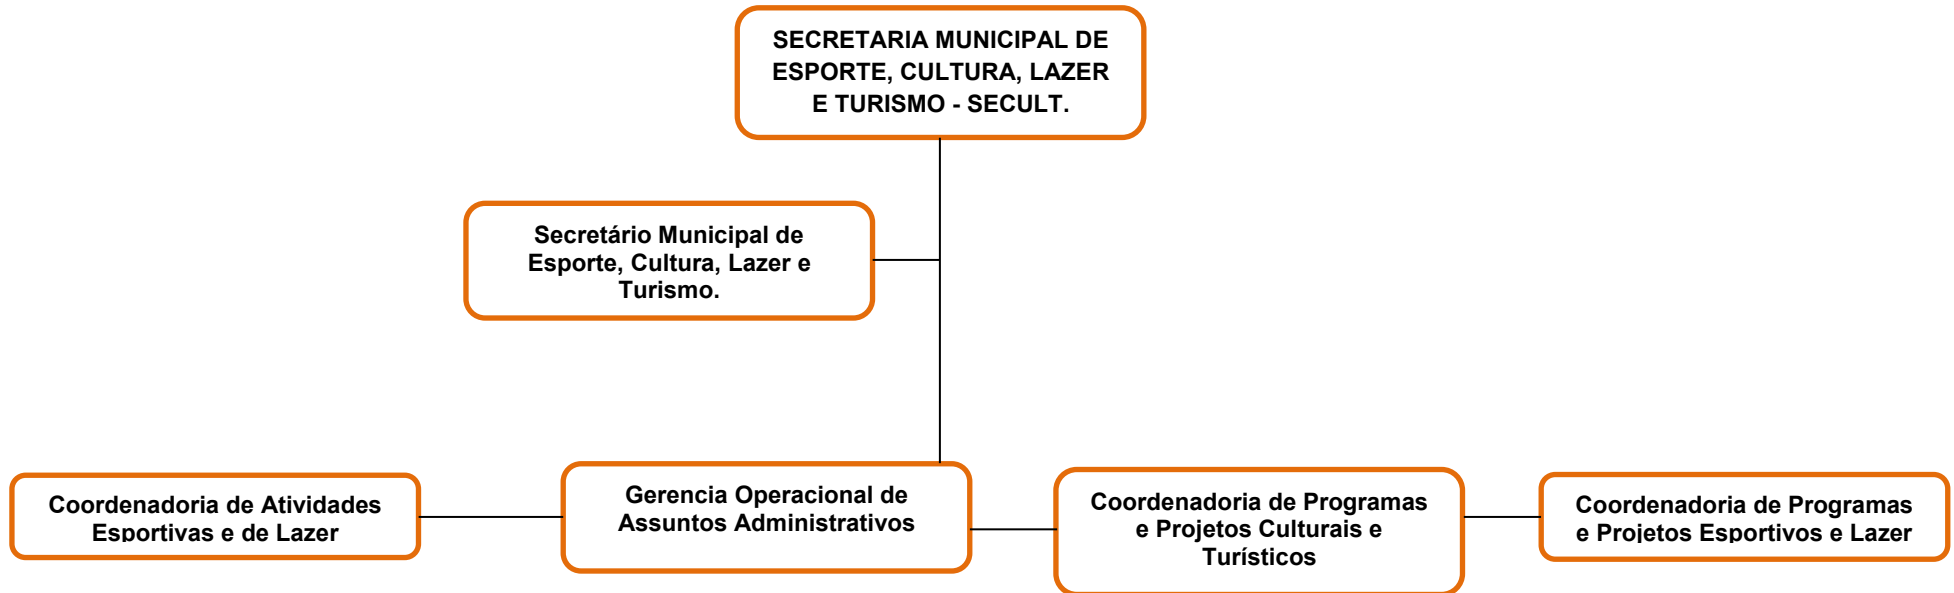 SECRETARIA MUNICIPAL DE
ESPORTE, CULTURA, LAZER
E TURISMO - SECULT.
Secretário Municipal de
Esporte, Cultura, Lazer e
Turismo.
Coordenadoria de Atividades
Esportivas e de Lazer
Gerencia Operacional de
Assuntos Administrativos
Coordenadoria de Programas
e Projetos Culturais e
Turísticos
Coordenadoria de Programas
e Projetos Esportivos e Lazer